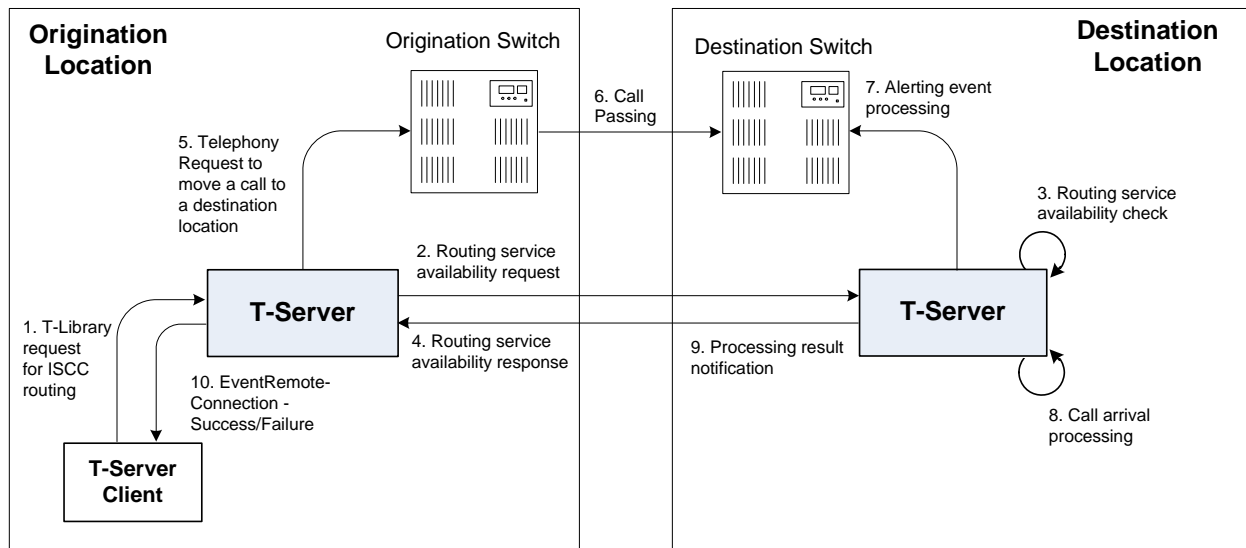 Origination
Location
Origination Switch
Destination Switch
Destination
Location
6. Call
Passing
7. Alerting event
processing
5. Telephony
Request to
move a call to
a destination
location
3. Routing service
availability check
2. Routing service
availability request
T-Server
T-Server
1. T-Library
request
for ISCC
routing
4. Routing service
availability response
9. Processing result
notification
10. EventRemote-
Connection -
Success/Failure
8. Call arrival
processing
T-Server
Client